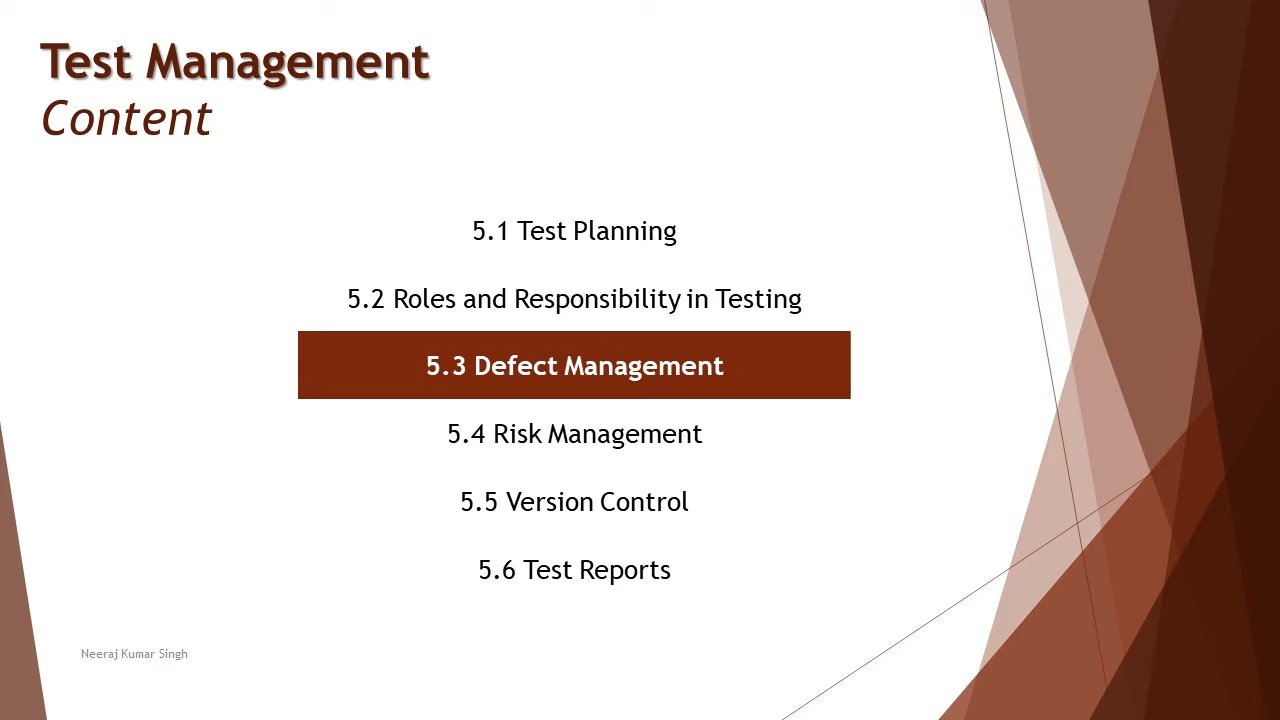 Test Management
Content
5.1 Test Planning
5.2 Roles and Responsibility in Testing
5.3 Defect Management
5.4 Risk Management
5.5 Version Control
5.6 Test Reports
Neeraj Kumar Singh